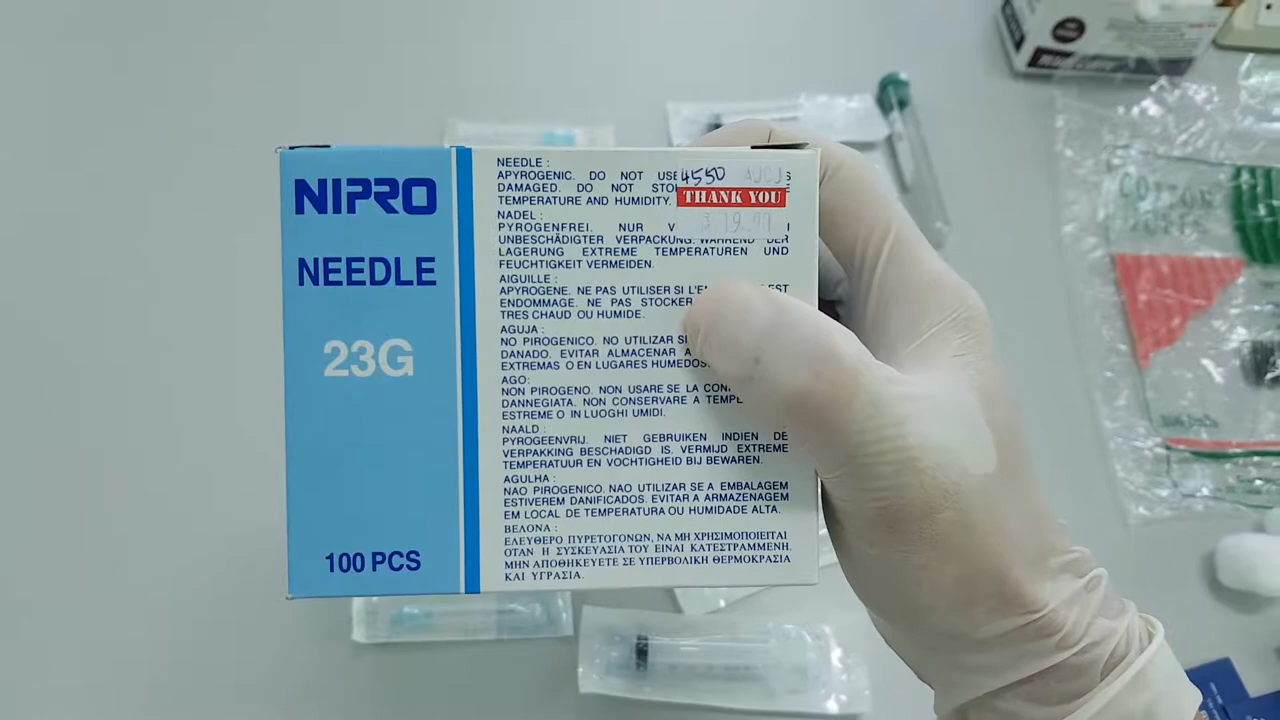 NIPRO
NEEDLE
23G
100 PCS
NEEDLE :
APYROGENIC. DO NOT USE
DAMAGED. DO NOT
TEMPERATURE AND HUMIDITY.
NADEL :
PYROGENFREI. NUR
UNBESCHÄDIGTER VERPACKUNG. WÄHREND DER
LAGERUNG EXTREME TEMPERATUREN UND
FEUCHTIGKEIT VERMEIDEN.
AIGUILLE :
APYROGENE. NE PAS UTILISER SI EST
ENDOMMAGE. NE PAS STOCKER
TRES CHAUD OU HUMIDE.
AGUJA :
NO PIROGENICO. NO UTILIZAR
DANADO. EVITAR ALMACENAR A
EXTREMAS O EN LUGARES HUMEDOS.
AGO:
NON PIROGENO. NON USARE SE LA
DANNEGIATA. NON CONSERVARE A
ESTREME O IN LUOGHI UMIDI.
NAALD :
PYROGEENVRIJ. NIET GEBRUIKEN INDIEN DE
VERPAKKING BESCHADIGD IS. VERMIJD EXTREME
TEMPERATUUR EN VOCHTIGHEID BIJ BEWAREN.
AGULHA :
NAO PIROGENICO. NAO UTILIZAR SE A EMBALAGEM
ESTIVEREM DANIFICADOS. EVITAR A ARMAZENAGEM
EM LOCAL DE TEMPERATURA OU HUMIDADE ALTA.
ΒΕΛΟΝΑ :
ΕΛΕΥΘΕΡΟ ΠΥΡΕΤΟΓΟΝΩΝ, ΝΑ ΜΗ ΧΡΗΣΙΜΟΠΟΙΕΙΤΑΙ
ΟΤΑΝ Η ΣΥΣΚΕΥΑΣΙΑ ΤΟΥ ΕΙΝΑΙ ΚΑΤΕΣΤΡΑΜΜΕΝΗ.
ΜΗΝ ΑΠΟΘΗΚΕΥΕΤΕ ΣΕ ΥΠΕΡΒΟΛΙΚΗ ΘΕΡΜΟΚΡΑΣΙΑ
ΚΑΙ ΥΓΡΑΣΙΑ.
4550
THANK YOU